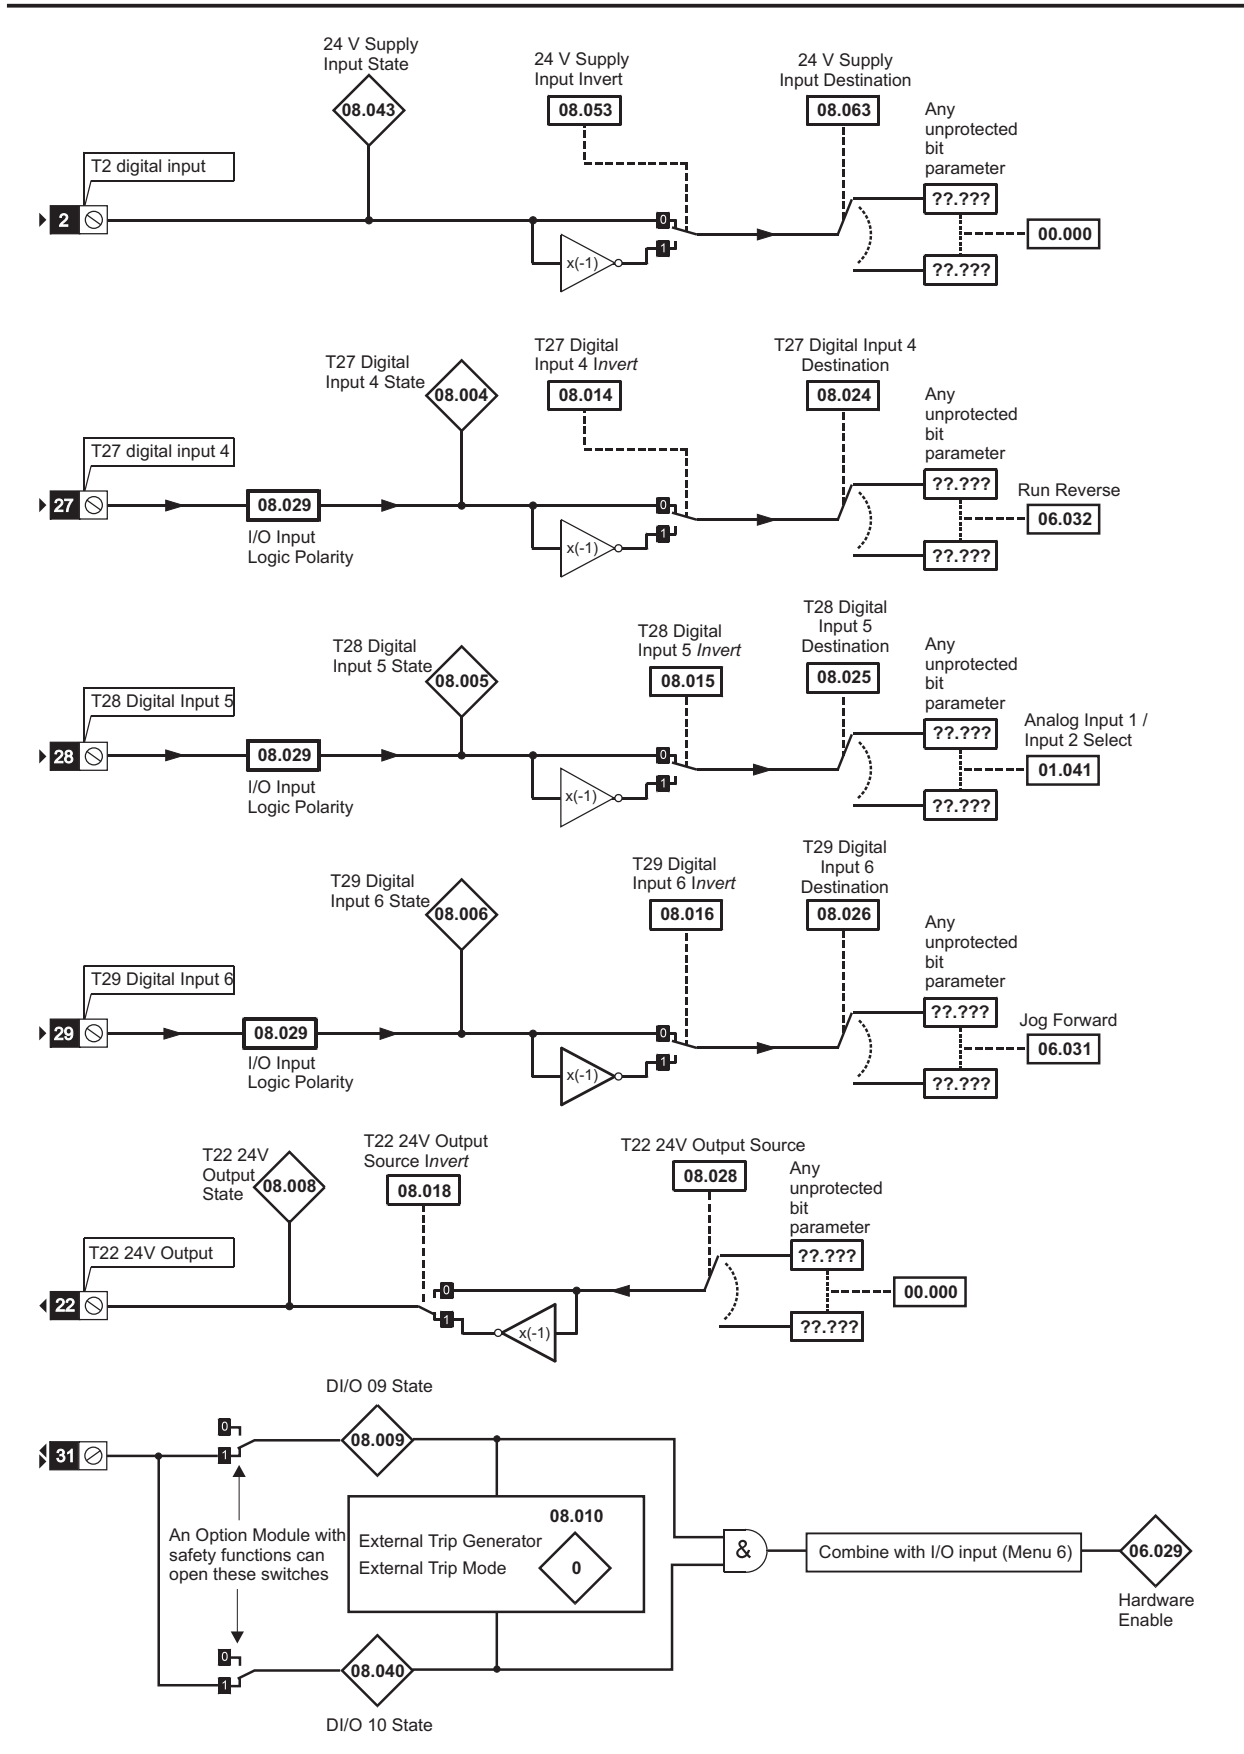 24 V Supply
Input State
08.043
24 V Supply
Input Invert
08.053
24 V Supply
Input Destination
08.063
Any
unprotected
bit
parameter
T2 digital input
2
0
1
x(-1)
??.???
??.???
00.000
T27 Digital
Input 4 State
08.004
T27 Digital
Input 4 Invert
08.014
T27 Digital Input 4
Destination
08.024
Any
unprotected
bit
parameter
T27 digital input 4
27
08.029
I/O Input
Logic Polarity
0
1
x(-1)
??.???
??.???
Run Reverse
06.032
T28 Digital
Input 5 State
08.005
T28 Digital
Input 5 Invert
08.015
T28 Digital
Input 5
Destination
08.025
Any
unprotected
bit
parameter
T28 Digital Input 5
28
08.029
I/O Input
Logic Polarity
0
1
x(-1)
??.???
??.???
Analog Input 1 /
Input 2 Select
01.041
T29 Digital
Input 6 State
08.006
T29 Digital
Input 6 Invert
08.016
T29 Digital
Input 6
Destination
08.026
Any
unprotected
bit
parameter
T29 Digital Input 6
29
08.029
I/O Input
Logic Polarity
0
1
x(-1)
??.???
??.???
Jog Forward
06.031
T22 24V
Output
State
08.008
T22 24V Output
Source Invert
08.018
T22 24V Output Source
08.028
Any
unprotected
bit
parameter
T22 24V Output
22
0
1
x(-1)
??.???
??.???
00.000
DI/O 09 State
31
0
1
08.009
An Option Module with
safety functions can
open these switches
08.010
External Trip Generator
External Trip Mode
0
&
Combine with I/O input (Menu 6)
06.029
Hardware
Enable
0
1
08.040
DI/O 10 State